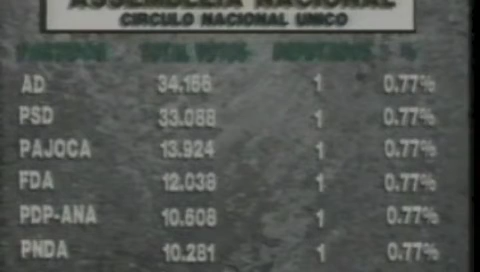 ASSEMBLEIA NACIONAL
CIRCULO NACIONAL UNICO
AD 34.166 1 0.77%
PSD 33.088 1 0.77%
PAJOCA 13.924 1 0.77%
FDA 12.038 1 0.77%
PDP-ANA 10.608 1 0.77%
PNDA 10.281 1 0.77%